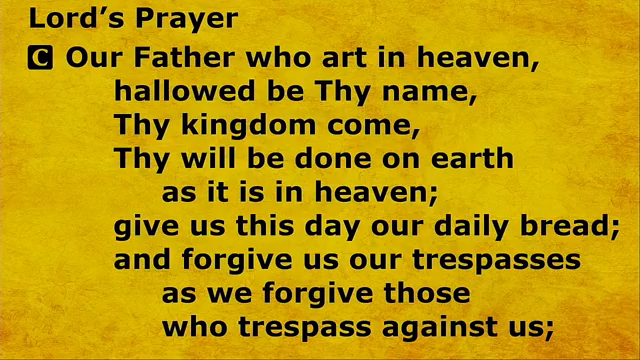 Lord’s Prayer
C Our Father who art in heaven,
hallowed be Thy name,
Thy kingdom come,
Thy will be done on earth
as it is in heaven;
give us this day our daily bread;
and forgive us our trespasses
as we forgive those
who trespass against us;